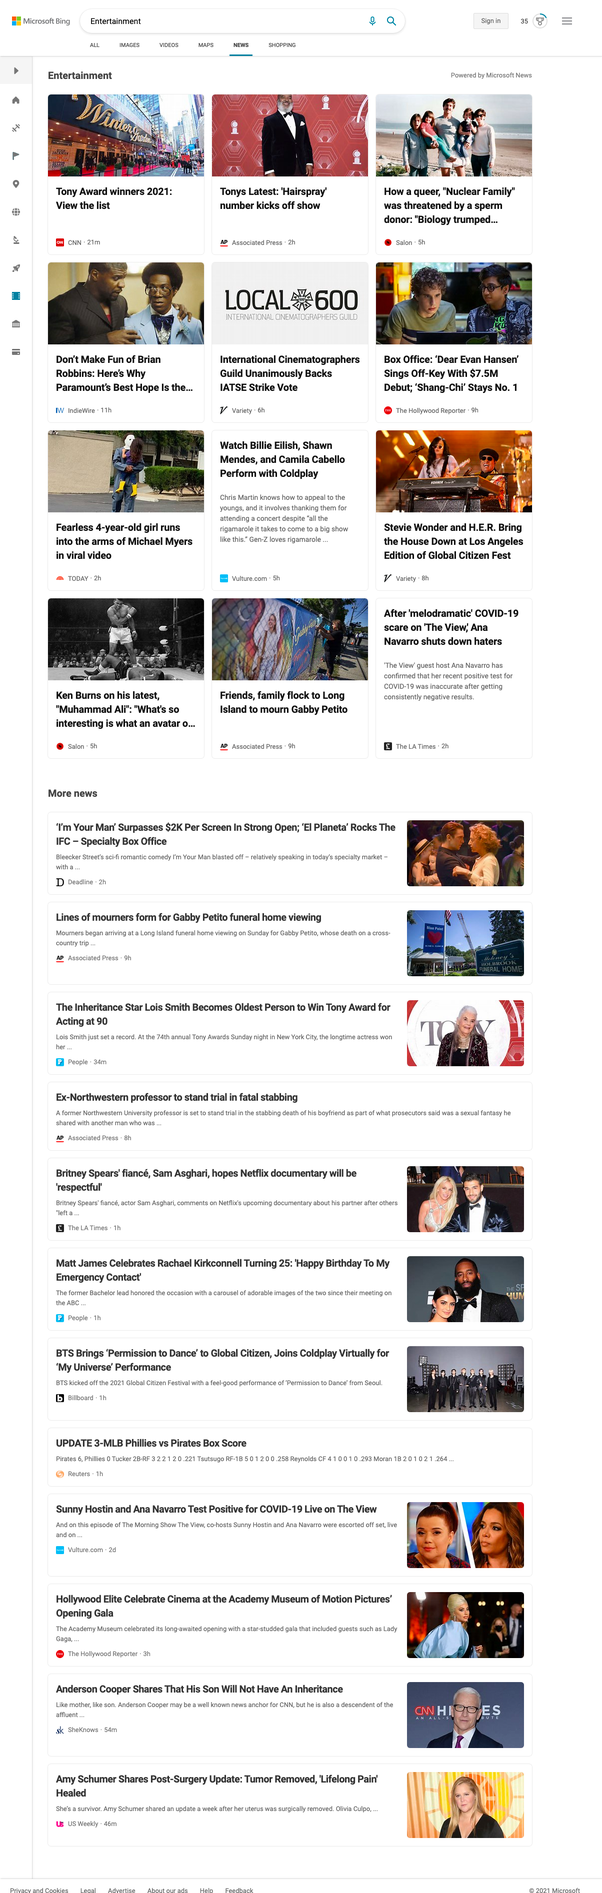 Microsoft Bing
Entertainment
Sign in
35
ALL
IMAGES
VIDEOS
MAPS
NEWS
SHOPPING
Entertainment
Powered by Microsoft News
Winter
Tony Award winners 2021:
View the list
CNN · 21m
Tonys Latest: 'Hairspray'
number kicks off show
AP Associated Press · 2h
How a queer, "Nuclear Family"
was threatened by a sperm
donor: "Biology trumped...
Salon · 5h
Don't Make Fun of Brian
Robbins: Here's Why
Paramount's Best Hope Is the...
IW IndieWire · 11h
LOCAL 600
INTERNATIONAL CINEMATOGRAPHERS GUILD
International Cinematographers
Guild Unanimously Backs
IATSE Strike Vote
V Variety · 6h
Box Office: 'Dear Evan Hansen'
Sings Off-Key With $7.5M
Debut; 'Shang-Chi' Stays No. 1
The Hollywood Reporter · 9h
Fearless 4-year-old girl runs
into the arms of Michael Myers
in viral video
TODAY · 2h
Watch Billie Eilish, Shawn
Mendes, and Camila Cabello
Perform with Coldplay
Chris Martin knows how to appeal to the
youngs, and it involves thanking them for
attending a concert despite "all the
rigamarole it takes to come to a big show
like this." Gen-Z loves rigamarole ...
Vulture.com · 5h
Stevie Wonder and H.E.R. Bring
the House Down at Los Angeles
Edition of Global Citizen Fest
V Variety · 8h
Ken Burns on his latest,
"Muhammad Ali": "What's so
interesting is what an avatar o...
Salon · 5h
Friends, family flock to Long
Island to mourn Gabby Petito
AP Associated Press · 9h
After 'melodramatic' COVID-19
scare on 'The View,' Ana
Navarro shuts down haters
'The View' guest host Ana Navarro has
confirmed that her recent positive test for
COVID-19 was inaccurate after getting
consistently negative results.
The LA Times · 2h
More news
'I'm Your Man' Surpasses $2K Per Screen In Strong Open; 'El Planeta' Rocks The
IFC – Specialty Box Office
Bleecker Street's sci-fi romantic comedy I'm Your Man blasted off – relatively speaking in today's specialty market –
with a ...
D Deadline · 2h
Lines of mourners form for Gabby Petito funeral home viewing
Mourners began arriving at a Long Island funeral home viewing on Sunday for Gabby Petito, whose death on a cross-
country trip ...
AP Associated Press · 9h
FUNERAL HOME
The Inheritance Star Lois Smith Becomes Oldest Person to Win Tony Award for
Acting at 90
Lois Smith just set a record. At the 74th annual Tony Awards Sunday night in New York City, the longtime actress won
her ...
P People · 34m
TONY
Ex-Northwestern professor to stand trial in fatal stabbing
A former Northwestern University professor is set to stand trial in the stabbing death of his boyfriend as part of what prosecutors said was a sexual fantasy he
shared with another man who was ...
AP Associated Press · 8h
Britney Spears' fiancé, Sam Asghari, hopes Netflix documentary will be
'respectful'
Britney Spears' fiancé, actor Sam Asghari, comments on Netflix's upcoming documentary about his partner after others
"left a ...
The LA Times · 1h
Matt James Celebrates Rachael Kirkconnell Turning 25: 'Happy Birthday To My
Emergency Contact'
The former Bachelor lead honored the occasion with a carousel of adorable images of the two since their meeting on
the ABC ...
P People · 1h
BTS Brings 'Permission to Dance' to Global Citizen, Joins Coldplay Virtually for
'My Universe' Performance
BTS kicked off the 2021 Global Citizen Festival with a feel-good performance of 'Permission to Dance' from Seoul.
b Billboard · 1h
UPDATE 3-MLB Phillies vs Pirates Box Score
Pirates 6, Phillies 0 Tucker 2B-RF 3 2 2 1 2 0 .221 Tsutsugo RF-1B 5 0 1 2 0 0 .258 Reynolds CF 4 1 0 0 1 0 .293 Moran 1B 2 0 1 0 2 1 .264 ...
Reuters · 1h
Sunny Hostin and Ana Navarro Test Positive for COVID-19 Live on The View
And on this episode of The Morning Show The View, co-hosts Sunny Hostin and Ana Navarro were escorted off set, live
and on ...
Vulture.com · 2d
Hollywood Elite Celebrate Cinema at the Academy Museum of Motion Pictures'
Opening Gala
The Academy Museum celebrated its long-awaited opening with a star-studded gala that included guests such as Lady
Gaga, ...
The Hollywood Reporter · 3h
Anderson Cooper Shares That His Son Will Not Have An Inheritance
Like mother, like son. Anderson Cooper may be a well known news anchor for CNN, but he is also a descendent of the
affluent ...
sk SheKnows · 54m
CNN
Amy Schumer Shares Post-Surgery Update: Tumor Removed, 'Lifelong Pain'
Healed
She's a survivor. Amy Schumer shared an update a week after her uterus was surgically removed. Olivia Culpo, ...
US Weekly · 46m
Privacy and Cookies
Legal
Advertise
About our ads
Help
Feedback
© 2021 Microsoft